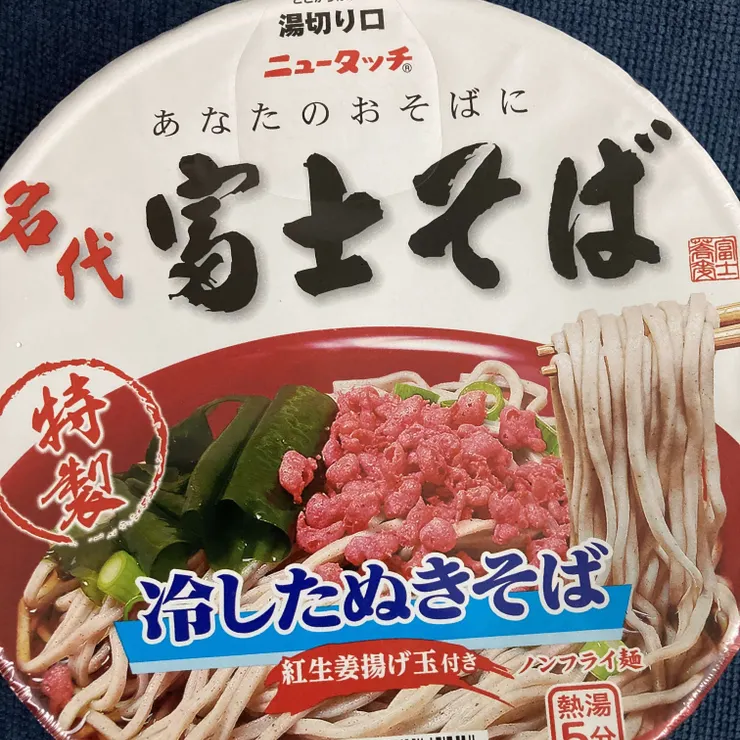 湯切り口
ニュータッチ®
あなたのおそばに
名代
富士そば
特製
冷したぬきそば
紅生姜揚げ玉付き
ノンフライ麺
熱湯
5分